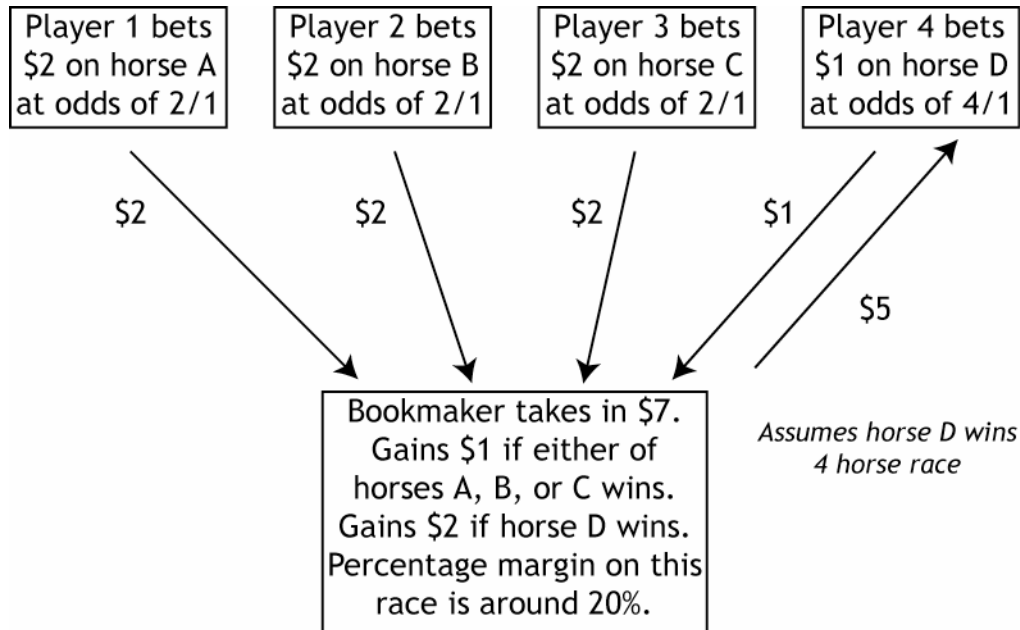 Player 1 bets
$2 on horse A
at odds of 2/1
Player 2 bets
$2 on horse B
at odds of 2/1
Player 3 bets
$2 on horse C
at odds of 2/1
Player 4 bets
$1 on horse D
at odds of 4/1
$2
$2
$2
$1
$5
Bookmaker takes in $7.
Gains $1 if either of
horses A, B, or C wins.
Gains $2 if horse D wins.
Percentage margin on this
race is around 20%.
Assumes horse D wins
4 horse race